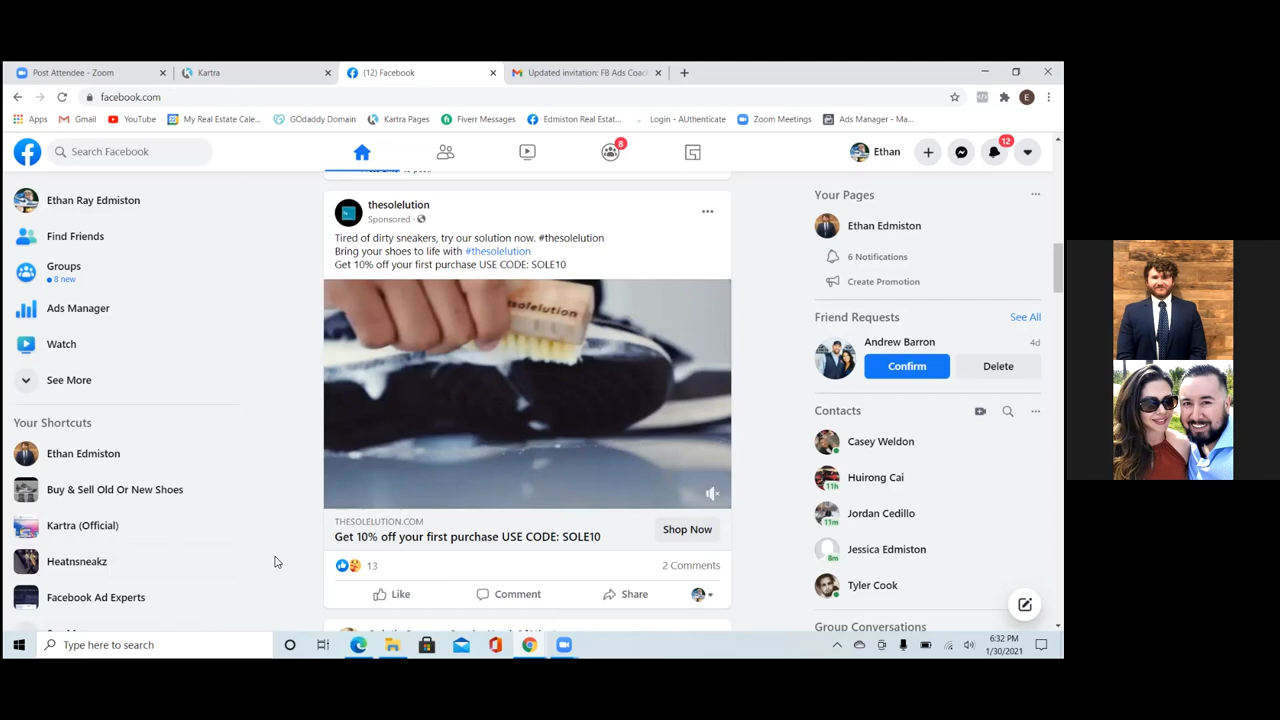 Post Attendee - Zoom
Kartra
(12) Facebook
Updated invitation: FB Ads Coac
facebook.com
E
Apps
Gmail
YouTube
My Real Estate Cale...
GOdaddy Domain
Kartra Pages
Fiverr Messages
Edmiston Real Estat...
Login - AUthenticate
Zoom Meetings
Ads Manager - Ma...
Search Facebook
8
Ethan
12
Ethan Ray Edmiston
Find Friends
Groups
8 new
Ads Manager
Watch
See More
Your Shortcuts
Ethan Edmiston
Buy & Sell Old Or New Shoes
Kartra (Official)
Heatnsneakz
Facebook Ad Experts
thesolelution
Sponsored
Tired of dirty sneakers, try our solution now. #thesolelution
Bring your shoes to life with #thesolelution
Get 10% off your first purchase USE CODE: SOLE10
solelution
THESOLELUTION.COM
Get 10% off your first purchase USE CODE: SOLE10
Shop Now
13
2 Comments
Like
Comment
Share
Your Pages
Ethan Edmiston
6 Notifications
Create Promotion
Friend Requests
See All
Andrew Barron
4d
Confirm
Delete
Contacts
Casey Weldon
Huirong Cai
11h
Jordan Cedillo
11m
Jessica Edmiston
8m
Tyler Cook
Group Conversations
Type here to search
6:32 PM
1/30/2021